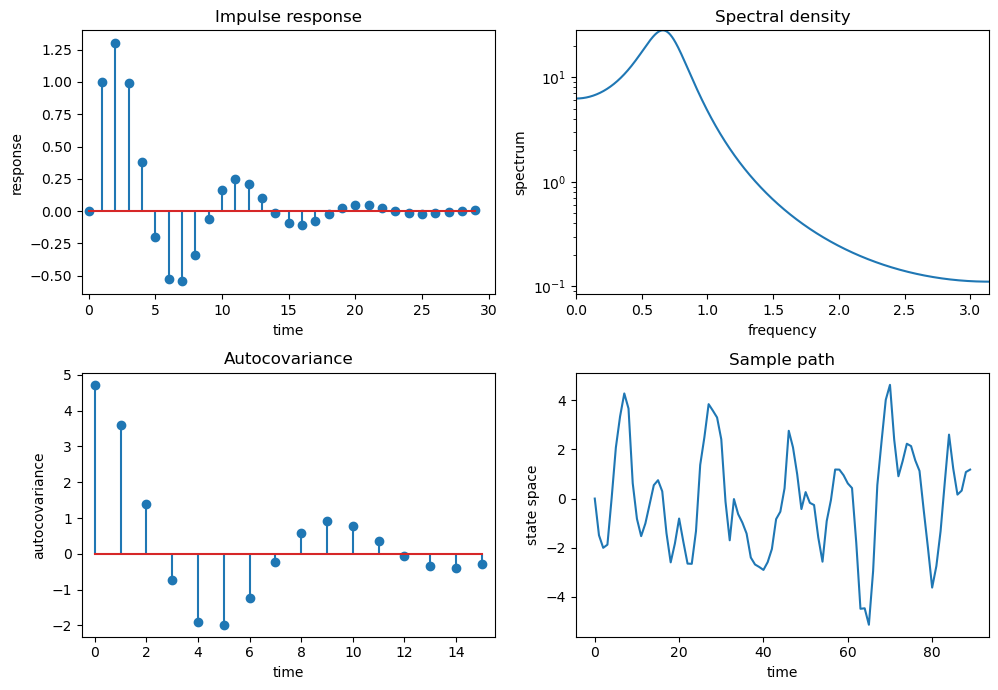 Impulse response
1.25
1.00
0.75
0.50
0.25
0.00
−0.25
−0.50
response
0 5 10 15 20 25 30
time
Spectral density
10¹
10⁰
10⁻¹
spectrum
0.0 0.5 1.0 1.5 2.0 2.5 3.0
frequency
Autocovariance
5
4
3
2
1
0
−1
−2
autocovariance
0 2 4 6 8 10 12 14
time
Sample path
4
2
0
−2
−4
state space
0 20 40 60 80
time